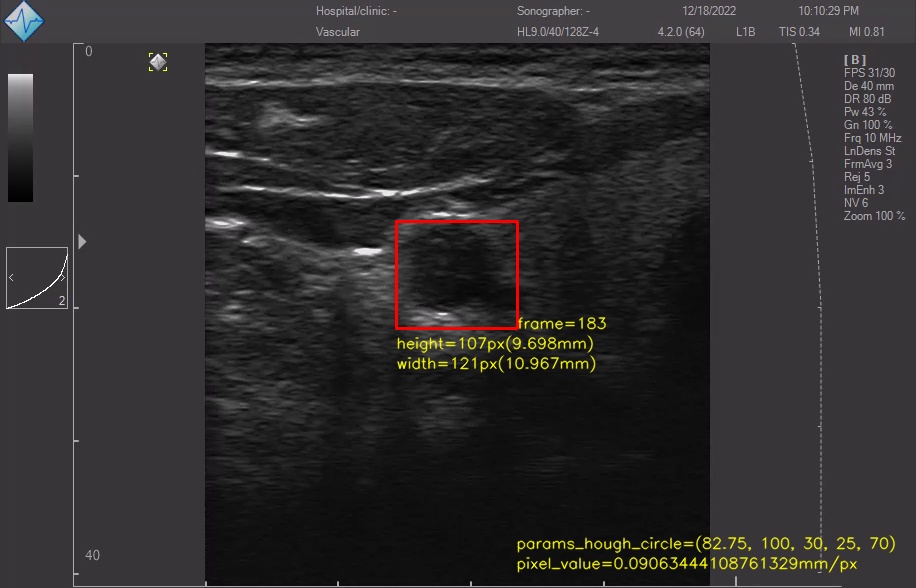 Hospital/clinic: - Sonographer: - 12/18/2022 10:10:29 PM
Vascular HL9.0/40/128Z-4 4.2.0 (64) L1B TIS 0.34 MI 0.81
0
[ B ]
FPS 31/30
De 40 mm
DR 80 dB
Pw 43 %
Gn 100 %
Frq 10 MHz
LnDens St
FrmAvg 3
Rej 5
ImEnh 3
NV 6
Zoom 100 %
2
frame=183
height=107px(9.698mm)
width=121px(10.967mm)
params_hough_circle=(82.75, 100, 30, 25, 70)
40
pixel_value=0.09063444108761329mm/px